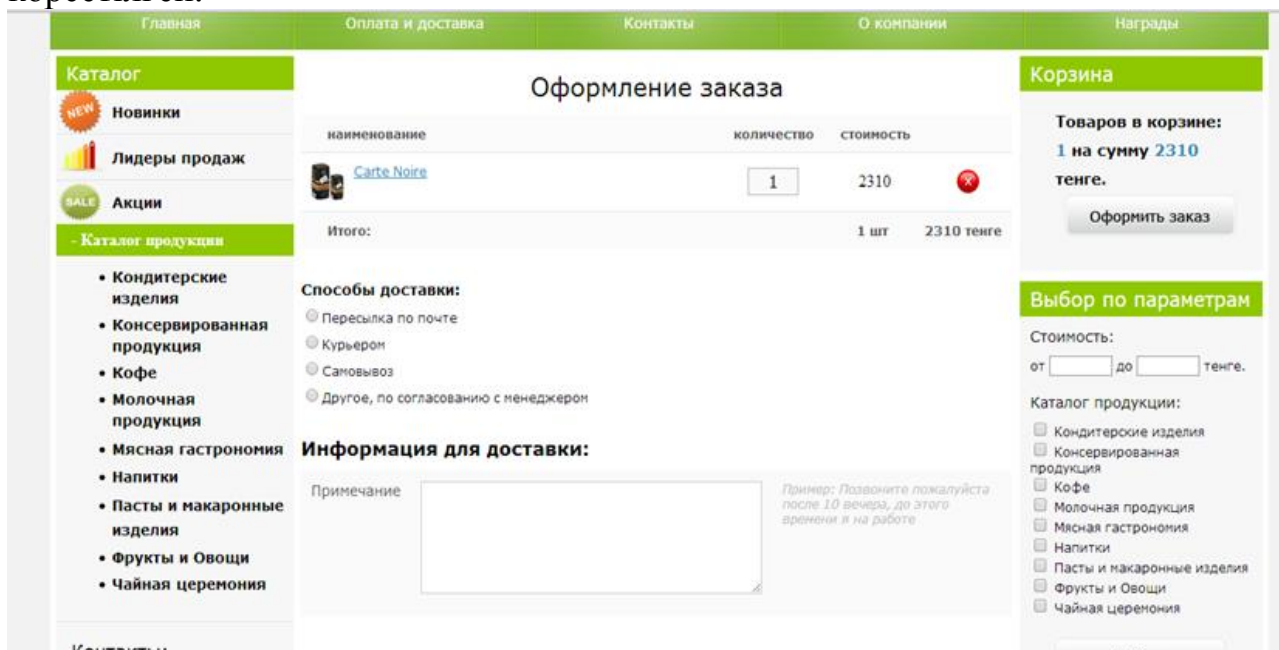 Главная Оплата и доставка Контакты О компании Награды
Каталог
NEW Новинки
Лидеры продаж
SALE Акции
- Каталог продукции
• Кондитерские
изделия
• Консервированная
продукция
• Кофе
• Молочная
продукция
• Мясная гастрономия
• Напитки
• Пасты и макаронные
изделия
• Фрукты и Овощи
• Чайная церемония
Оформление заказа
наименование количество стоимость
Carte Noire 1 2310 x
Итого: 1 шт 2310 тенге
Способы доставки:
Пересылка по почте
Курьером
Самовывоз
Другое, по согласованию с менеджером
Информация для доставки:
Примечание
Пример: Позвоните пожалуйста
после 10 вечера, до этого
времени я на работе
Корзина
Товаров в корзине:
1 на сумму 2310
тенге.
Оформить заказ
Выбор по параметрам
Стоимость:
от до тенге.
Каталог продукции:
Кондитерские изделия
Консервированная
продукция
Кофе
Молочная продукция
Мясная гастрономия
Напитки
Пасты и макаронные изделия
Фрукты и Овощи
Чайная церемония